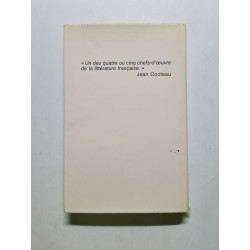 « Un des quatre ou cinq chefs-d'œuvre
de la littérature française. »
Jean Cocteau